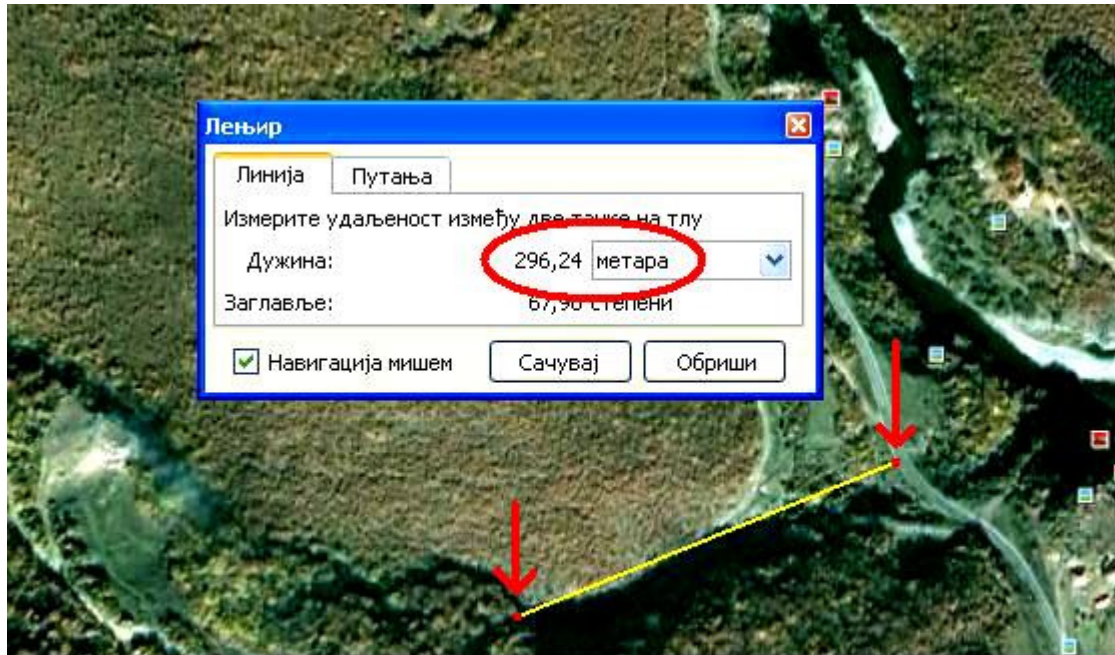 Лењир
Линија Путања
Измерите удаљеност између две тачке на тлу
Дужина: 296,24 метара
Заглавље: 67,90 степени
Навигација мишем Сачувај Обриши